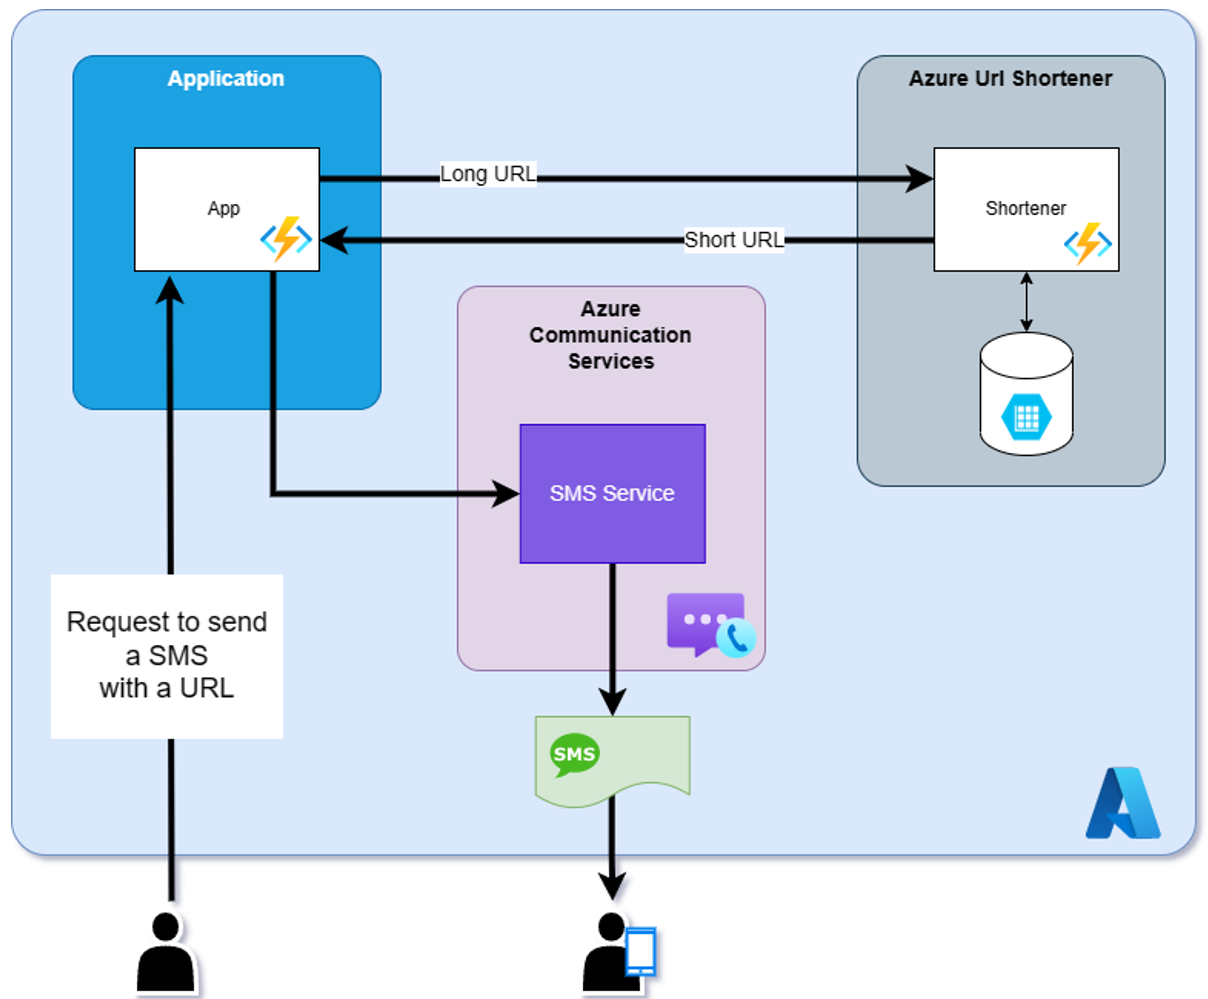 Application
Azure Url Shortener
Long URL
App
Shortener
Short URL
Azure
Communication
Services
SMS Service
Request to send
a SMS
with a URL
SMS